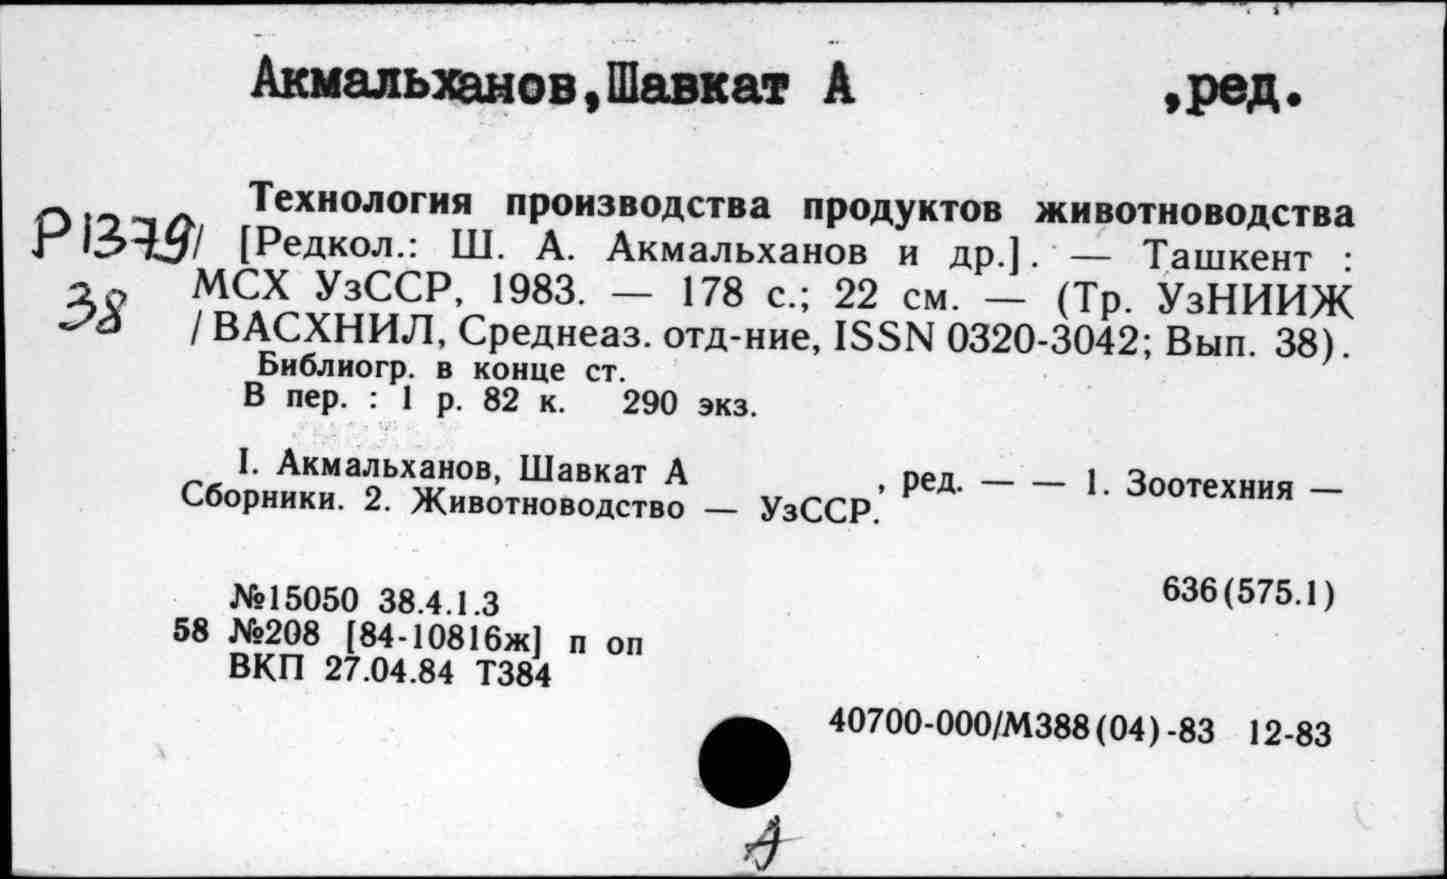 Акмальханов,Шавкат А ,ред.
Технология производства продуктов животноводства
Р1379/ [Редкол.: Ш. А. Акмальханов и др.]. — Ташкент :
38 МСХ УзССР, 1983. — 178 с.; 22 см. — (Тр. УзНИИЖ
/ ВАСХНИЛ, Среднеаз. отд-ние, ISSN 0320-3042; Вып. 38).
Библиогр. в конце ст.
В пер. : 1 р. 82 к. 290 экз.
I. Акмальханов, Шавкат А , ред. — — 1. Зоотехния —
Сборники. 2. Животноводство — УзССР.
636(575.1)
№15050 38.4.1.3
58 №208 [84-10816ж] п оп
ВКП 27.04.84 Т384
40700-000/М388(04)-83 12-83